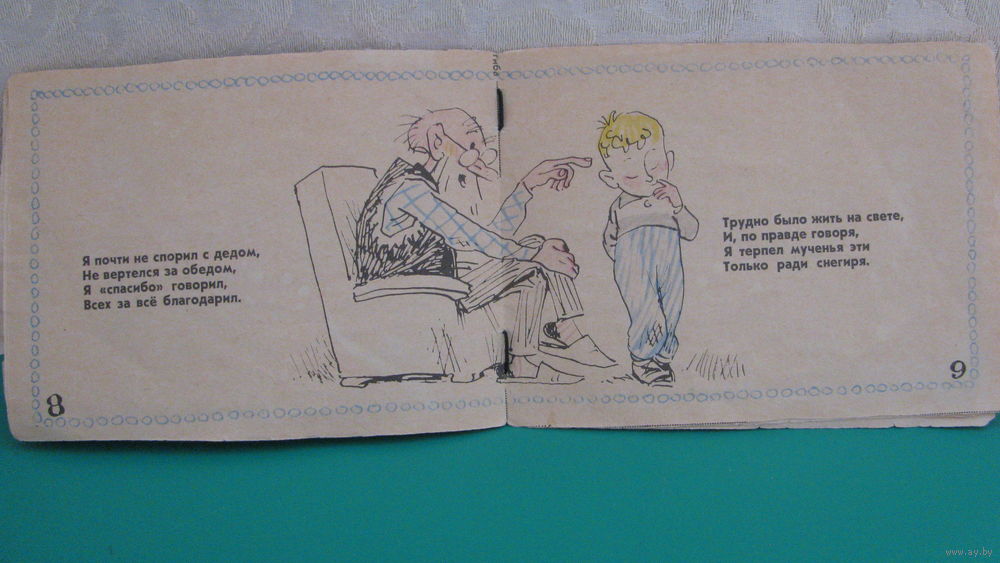 Я почти не спорил с дедом,
Не вертелся за обедом,
Я «спасибо» говорил,
Всех за всё благодарил.
8
Трудно было жить на свете,
И, по правде говоря,
Я терпел мученья эти
Только ради снегиря.
9
www.ay.by